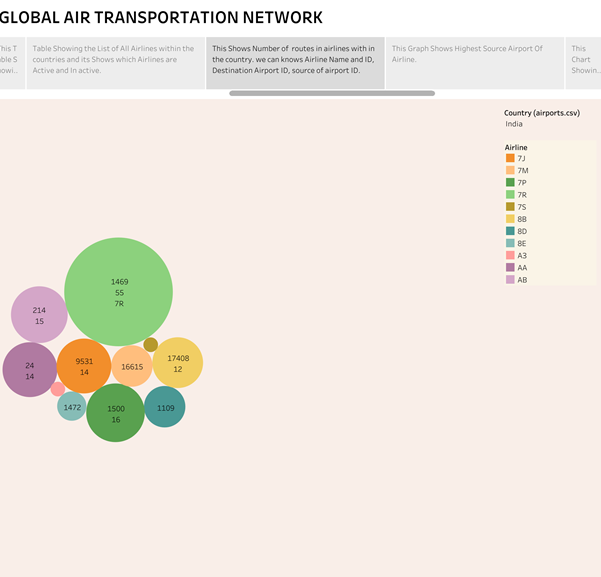 GLOBAL AIR TRANSPORTATION NETWORK
Table Showing the List of All Airlines within the
countries and its Shows which Airlines are
Active and In active.
This Shows Number of routes in airlines with in
the country. we can knows Airline Name and ID,
Destination Airport ID, source of airport ID.
This Graph Shows Highest Source Airport Of
Airline.
This
Chart
Showin..
Country (airports.csv)
India
Airline
7J
7M
7P
7R
7S
8B
8D
8E
A3
AA
AB
1469
55
7R
214
15
24
14
9531
14
16615
17408
12
1472
1500
16
1109